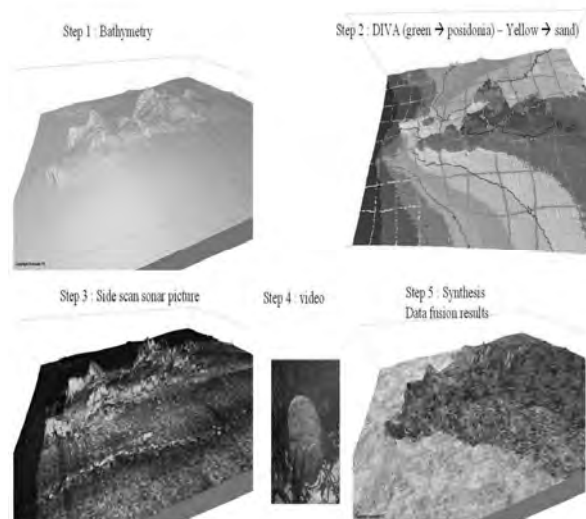 Step 1 : Bathymetry
Step 2 : DIVA (green → posidonia) – Yellow → sand)
Step 3 : Side scan sonar picture
Step 4 : video
Step 5 : Synthesis
Data fusion results